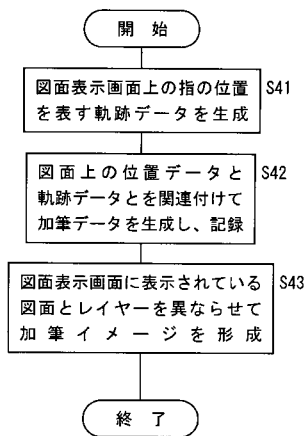 開始
図面表示画面上の指の位置 S41
を表す軌跡データを生成
図面上の位置データと S42
軌跡データとを関連付けて
加筆データを生成し、記録
図面表示画面に表示されている S43
図面とレイヤーを異ならせて
加筆イメージを形成
終了